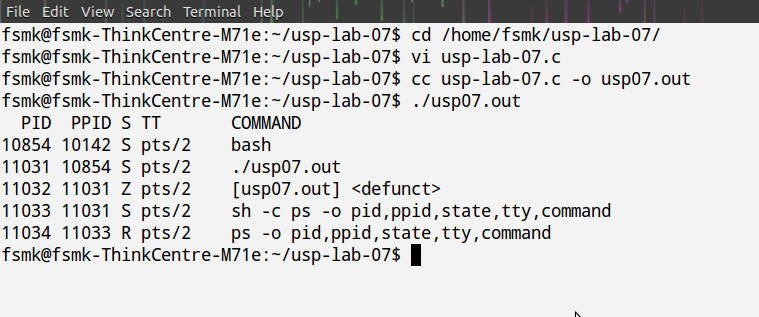 File Edit View Search Terminal Help
fsmk@fsmk-ThinkCentre-M71e:~/usp-lab-07$ cd /home/fsmk/usp-lab-07/
fsmk@fsmk-ThinkCentre-M71e:~/usp-lab-07$ vi usp-lab-07.c
fsmk@fsmk-ThinkCentre-M71e:~/usp-lab-07$ cc usp-lab-07.c -o usp07.out
fsmk@fsmk-ThinkCentre-M71e:~/usp-lab-07$ ./usp07.out
  PID  PPID S TT       COMMAND
10854 10142 S pts/2    bash
11031 10854 S pts/2    ./usp07.out
11032 11031 Z pts/2    [usp07.out] <defunct>
11033 11031 S pts/2    sh -c ps -o pid,ppid,state,tty,command
11034 11033 R pts/2    ps -o pid,ppid,state,tty,command
fsmk@fsmk-ThinkCentre-M71e:~/usp-lab-07$